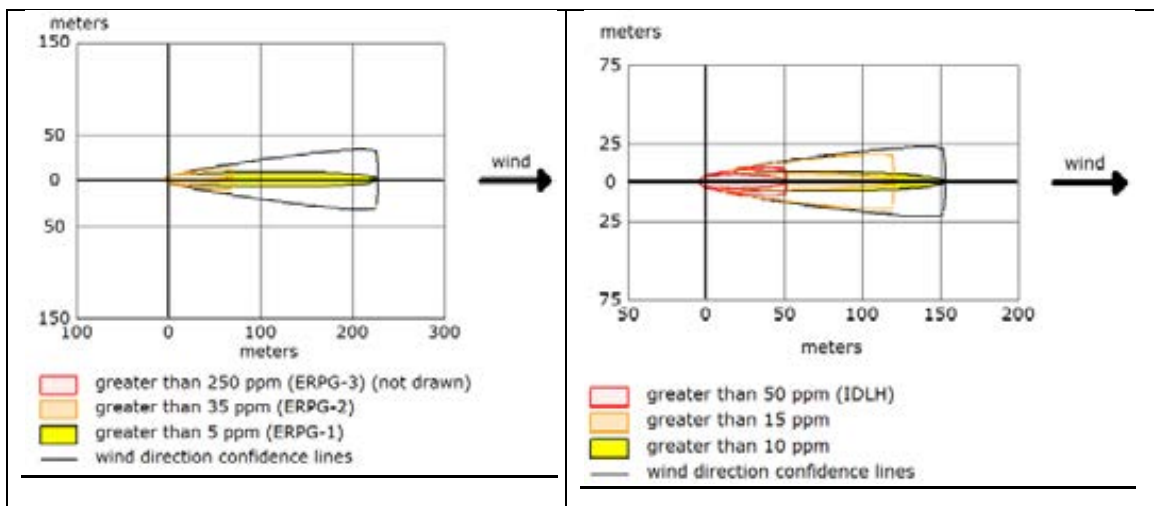 meters
150
50
0
50
150
100 0 100 200 300
meters
wind
greater than 250 ppm (ERPG-3) (not drawn)
greater than 35 ppm (ERPG-2)
greater than 5 ppm (ERPG-1)
wind direction confidence lines
meters
75
25
0
25
75
50 0 50 100 150 200
meters
wind
greater than 50 ppm (IDLH)
greater than 15 ppm
greater than 10 ppm
wind direction confidence lines